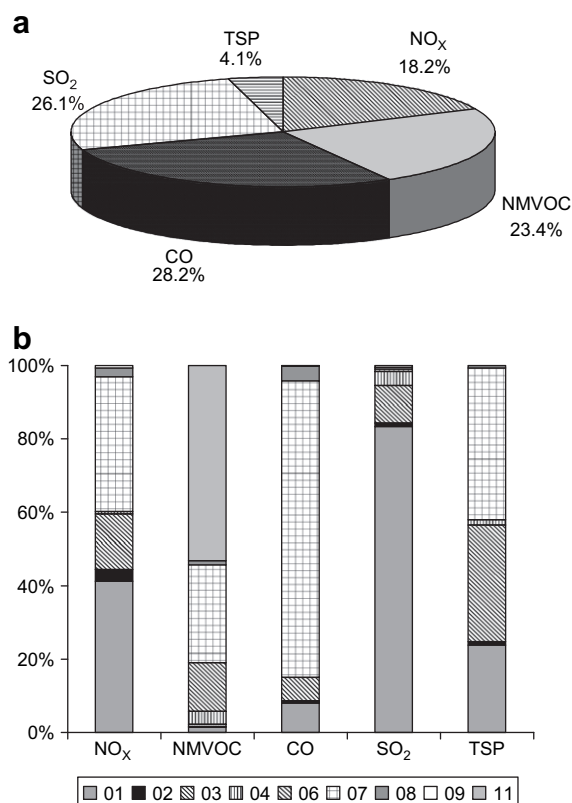 a
TSP
4.1%
NOX
18.2%
SO2
26.1%
NMVOC
23.4%
CO
28.2%
b
100%
80%
60%
40%
20%
0%
NOX NMVOC CO SO2 TSP
01 02 03 04 06 07 08 09 11